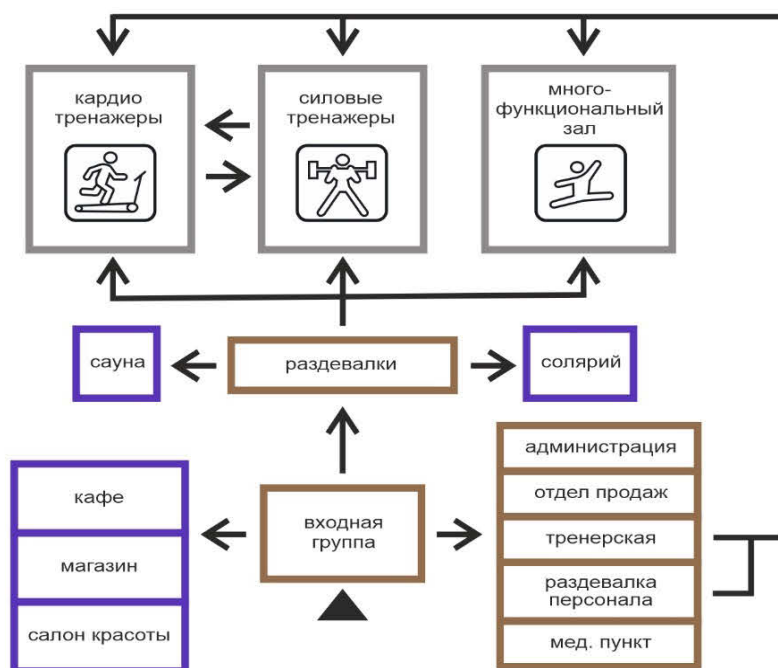 кардио
тренажеры
силовые
тренажеры
много-
функциональный
зал
сауна
раздевалки
солярий
кафе
магазин
салон красоты
входная
группа
администрация
отдел продаж
тренерская
раздевалка
персонала
мед. пункт